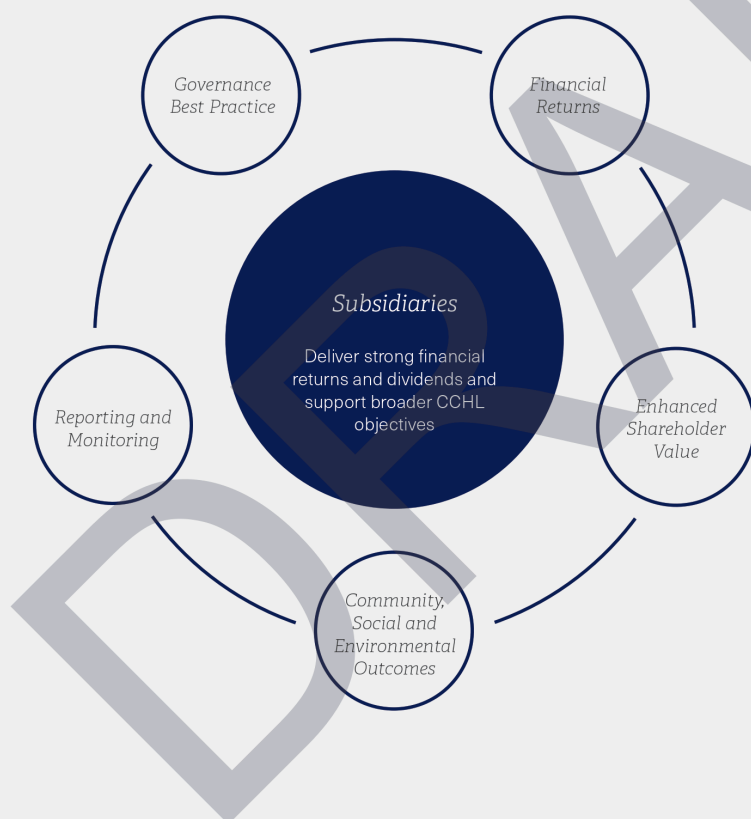 Governance
Best Practice
Financial
Returns
Subsidiaries
Deliver strong financial
returns and dividends and
support broader CCHL
objectives
Reporting and
Monitoring
Enhanced
Shareholder
Value
Community,
Social and
Environmental
Outcomes